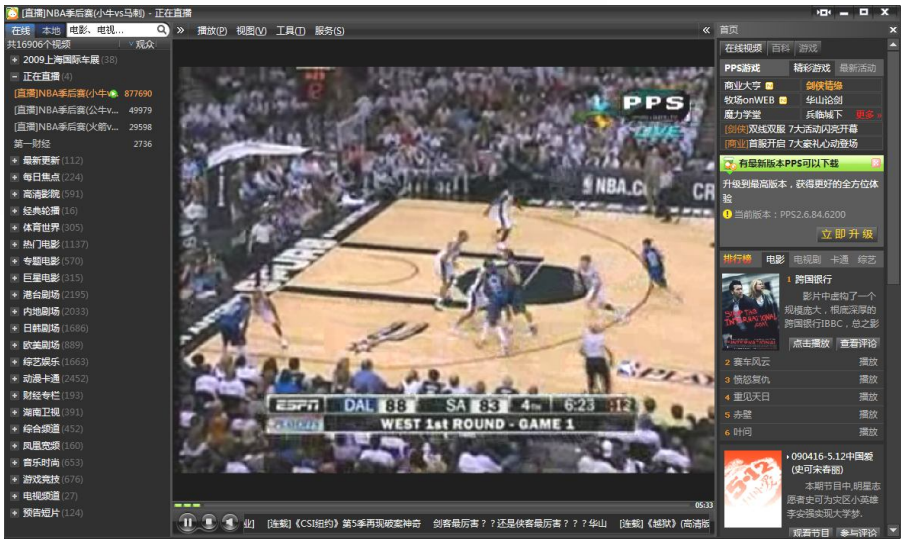 [直播]NBA季后赛(小牛vs马刺) - 正在直播
在线 本地 电影、电视...
播放(P) 视图(V) 工具(T) 服务(S)
共16906个视频 观众
2009上海国际车展(38)
正在直播(4)
[直播]NBA季后赛(小牛v 877690
[直播]NBA季后赛(公牛v... 49979
[直播]NBA季后赛(火箭v... 29598
第一财经 2736
最新更新(112)
每日焦点(224)
高清影院(591)
经典轮播(16)
体育世界(305)
热门电影(1137)
专题电影(570)
巨星电影(315)
港台剧场(2195)
内地剧场(2033)
日韩剧场(1686)
欧美剧场(889)
综艺娱乐(1663)
动漫卡通(2452)
财经专栏(193)
湖南卫视(391)
综合频道(452)
凤凰宽频(160)
音乐时尚(653)
游戏竞技(676)
电视频道(27)
预告短片(124)
PPS
LIVE
NBA.C
CR
ESPN DAL 88 SA 83 4TH 6:23 12
WEST 1st ROUND - GAME 1
05:33
[连载]《CSI纽约》第5季再现破案神奇 剑客最厉害？？还是侠客最厉害？？？华山 [连载]《越狱》(高清版
首页
在线视频 百科 游戏
PPS游戏 精彩游戏 最新活动
商业大亨 剑侠情缘
牧场onWEB 华山论剑
魔力学堂 兵临城下 更多
[剑侠]双线双服 7大活动闪亮开幕
[商业]首服开启 7大豪礼心动登场
有最新版本PPS可以下载
升级到最高版本，获得更好的全方位体
验
当前版本：PPS2.6.84.6200
立即升级
排行榜 电影 电视剧 卡通 综艺
1 跨国银行
影片中虚构了一个
规模庞大，根底深厚的
跨国银行IBBC，总之影
点击播放 查看评论
2 赛车风云 播放
3 愤怒复仇 播放
4 重见天日 播放
5 赤壁 播放
6 叶问 播放
090416-5.12中国爱
(史可宋春丽)
本期节目中,明星志
愿者史可为灾区小英雄
李安强实现大学梦.
5·12
观看节目 参与评论